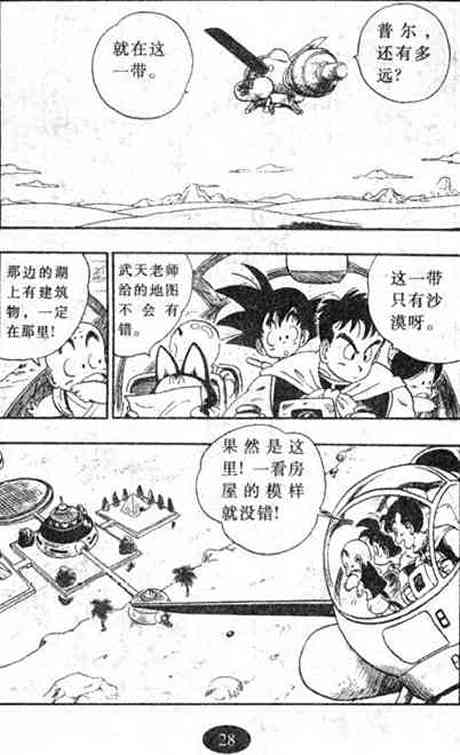 普尔，
还有多
远？
就在这
一带。
这一带
只有沙
漠呀。
武天老师
给的地图
不会有
错。
那边的湖
上有建筑
物，一定
在那里！
果然是这
里！一看房
屋的模样
就没错！
28